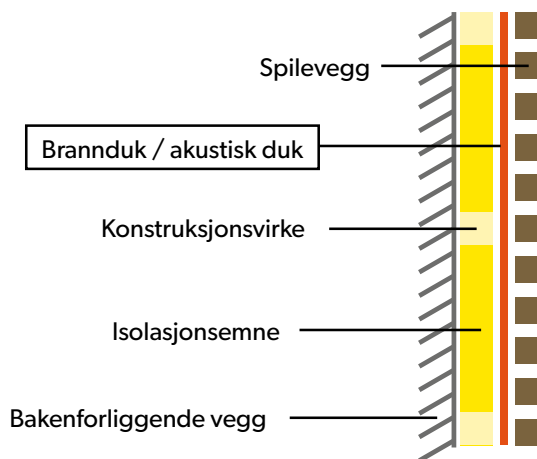 Spilevegg
Brannduk / akustisk duk
Konstruksjonsvirke
Isolasjonsemne
Bakenforliggende vegg